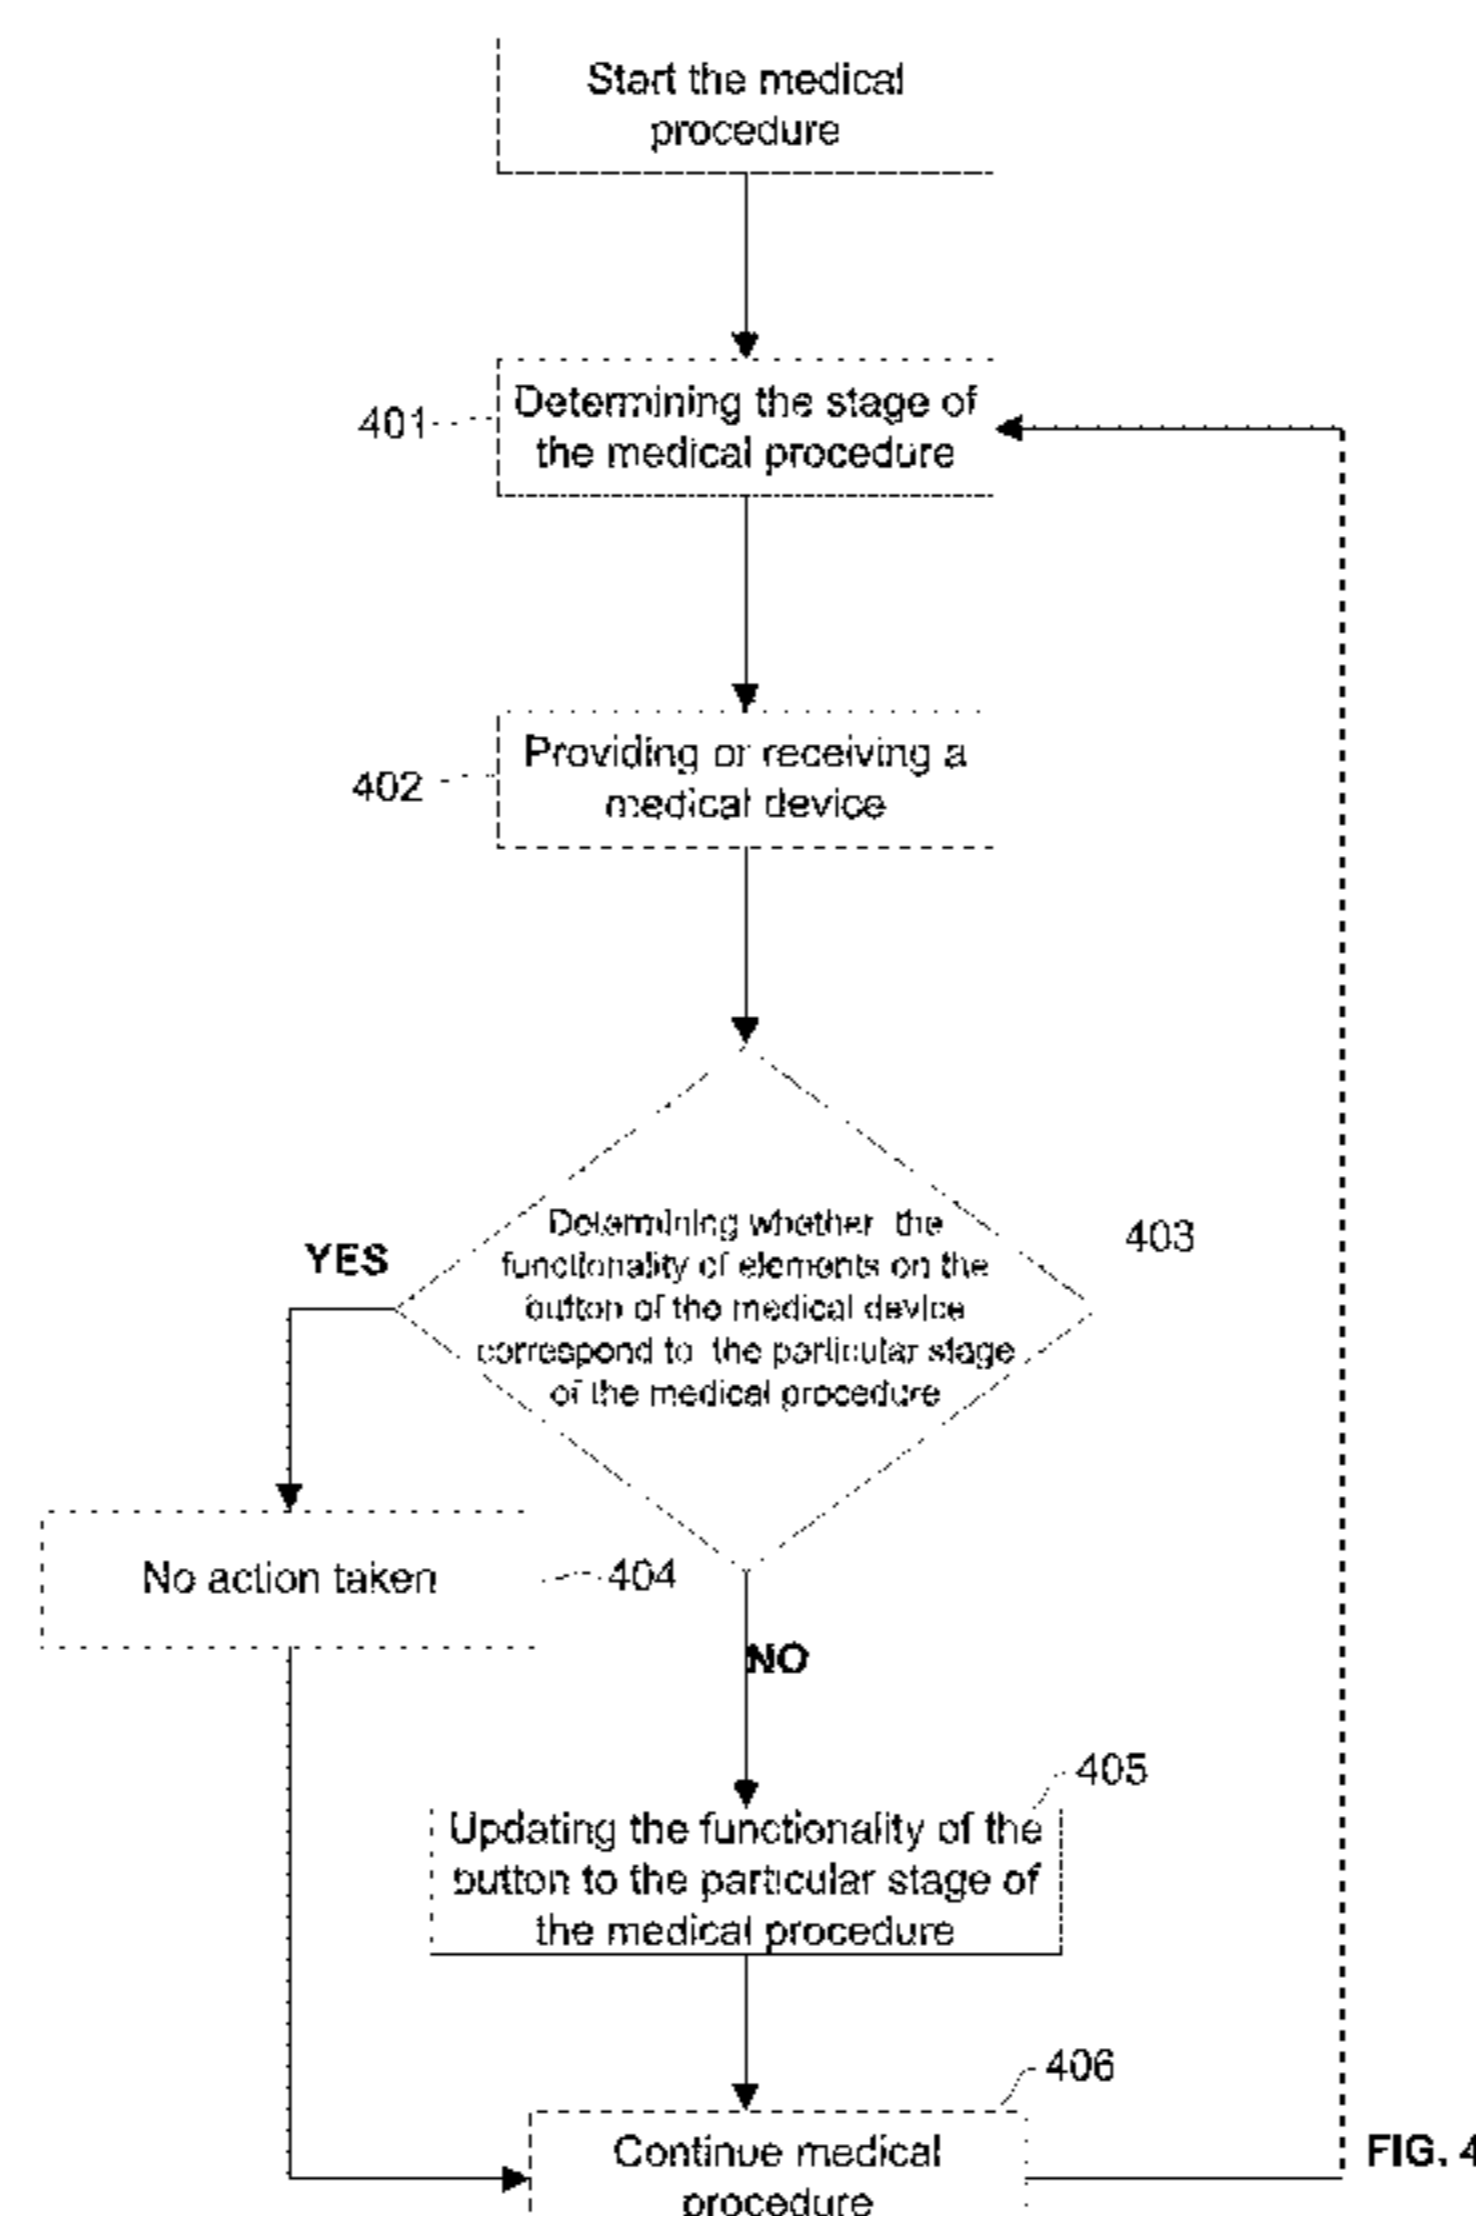 Start the medical
procedure
401
Determining the stage of
the medical procedure
402
Providing or receiving a
medical device
403
Determining whether the
functionality of elements on the
button of the medical device
correspond to the particular stage
of the medical procedure
YES
No action taken
404
NO
405
Updating the functionality of the
button to the particular stage of
the medical procedure
406
Continue medical
procedure
FIG. 4